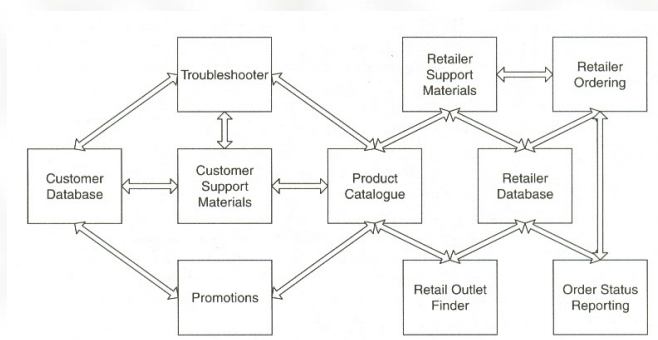 Troubleshooter
Retailer
Support
Materials
Retailer
Ordering
Customer
Database
Customer
Support
Materials
Product
Catalogue
Retailer
Database
Promotions
Retail Outlet
Finder
Order Status
Reporting